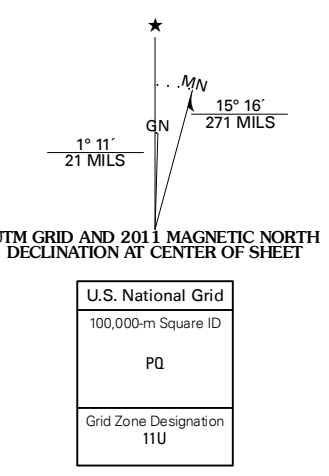 MN
GN
15° 16´
271 MILS
1° 11´
21 MILS
UTM GRID AND 2011 MAGNETIC NORTH
DECLINATION AT CENTER OF SHEET
U.S. National Grid
100,000-m Square ID
PQ
Grid Zone Designation
11U